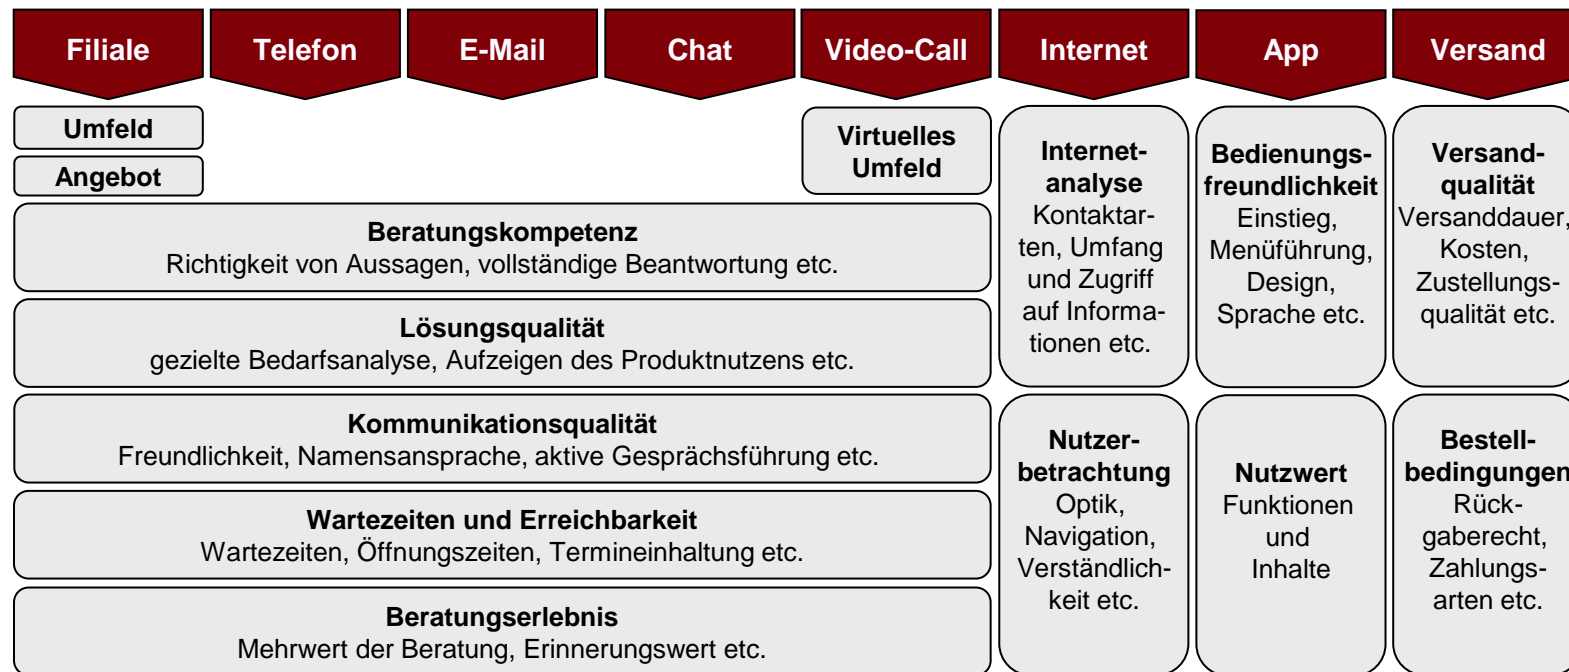 Filiale
Telefon
E-Mail
Chat
Video-Call
Internet
App
Versand
Umfeld
Angebot
Virtuelles
Umfeld
Beratungskompetenz
Richtigkeit von Aussagen, vollständige Beantwortung etc.
Lösungsqualität
gezielte Bedarfsanalyse, Aufzeigen des Produktnutzens etc.
Kommunikationsqualität
Freundlichkeit, Namensansprache, aktive Gesprächsführung etc.
Wartezeiten und Erreichbarkeit
Wartezeiten, Öffnungszeiten, Termineinhaltung etc.
Beratungserlebnis
Mehrwert der Beratung, Erinnerungswert etc.
Internet-
analyse
Kontaktar-
ten, Umfang
und Zugriff
auf Informa-
tionen etc.
Nutzer-
betrachtung
Optik,
Navigation,
Verständlich-
keit etc.
Bedienungs-
freundlichkeit
Einstieg,
Menüführung,
Design,
Sprache etc.
Nutzwert
Funktionen
und
Inhalte
Versand-
qualität
Versanddauer,
Kosten,
Zustellungs-
qualität etc.
Bestell-
bedingungen
Rück-
gaberecht,
Zahlungs-
arten etc.